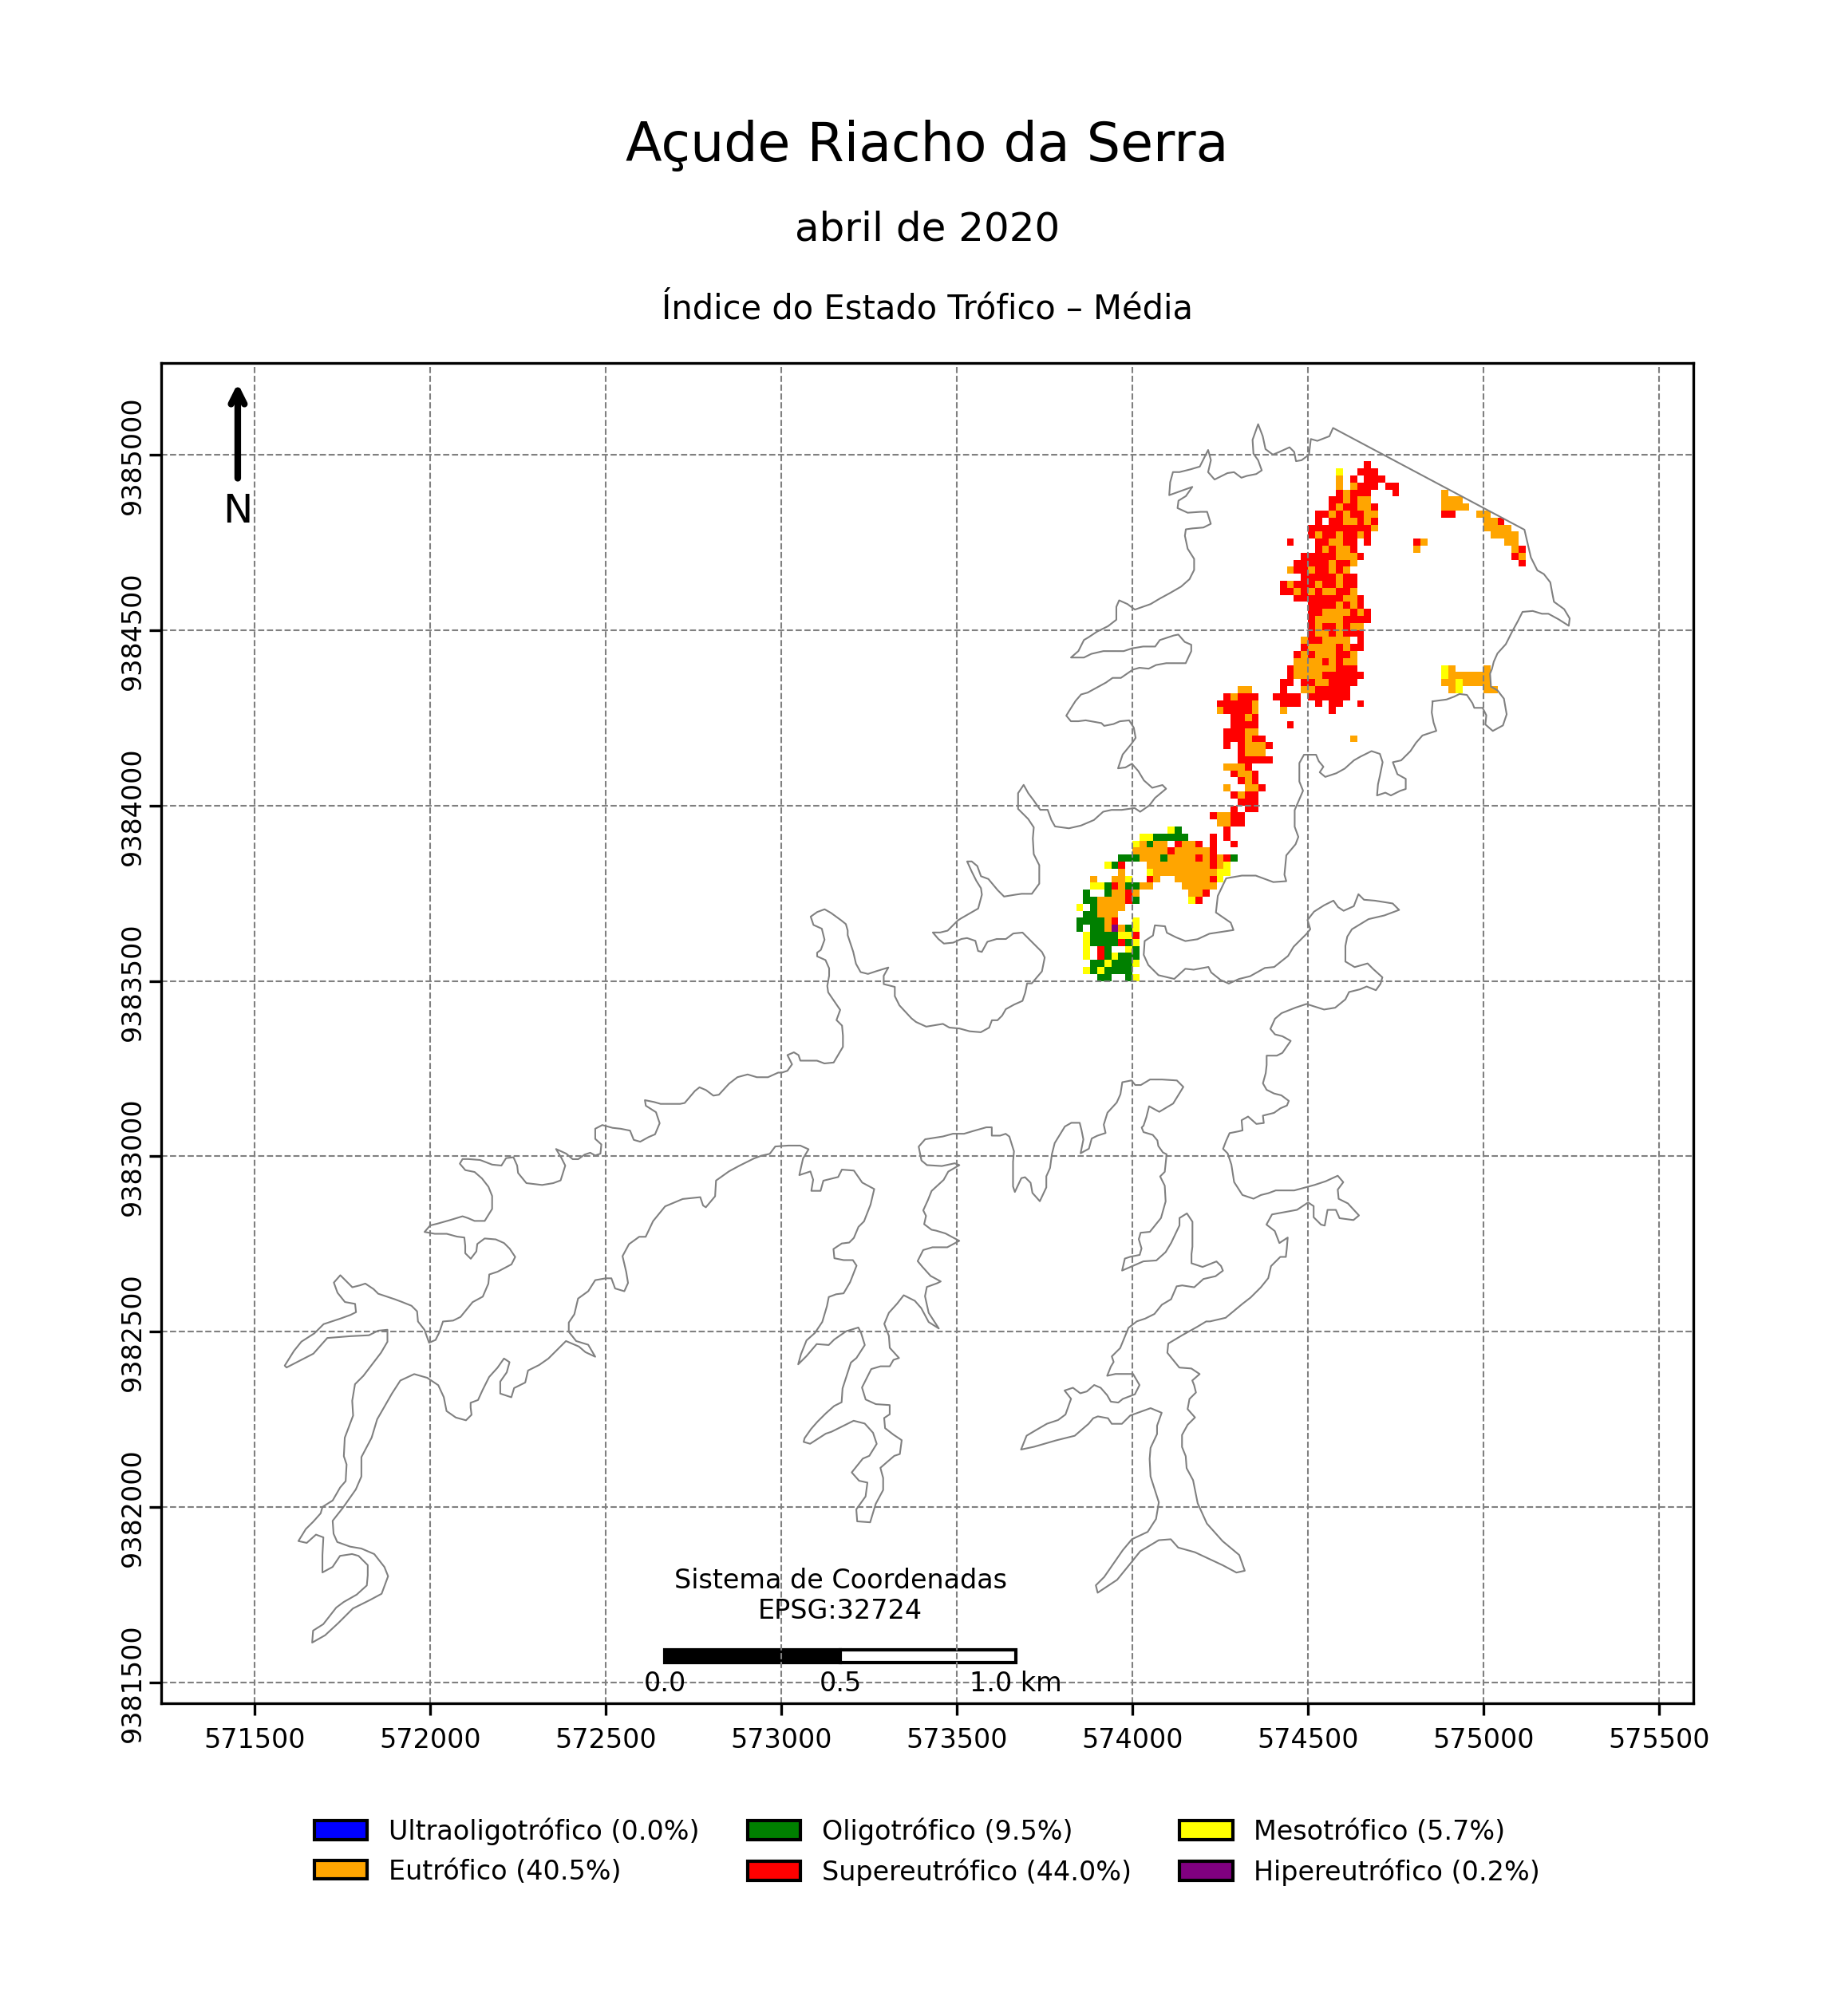 Açude Riacho da Serra
abril de 2020
Índice do Estado Trófico – Média
N
9385000
9384500
9384000
9383500
9383000
9382500
9382000
9381500
Sistema de Coordenadas
EPSG:32724
0.0 0.5 1.0 km
571500 572000 572500 573000 573500 574000 574500 575000 575500
Ultraoligotrófico (0.0%) Oligotrófico (9.5%) Mesotrófico (5.7%)
Eutrófico (40.5%) Supereutrófico (44.0%) Hipereutrófico (0.2%)